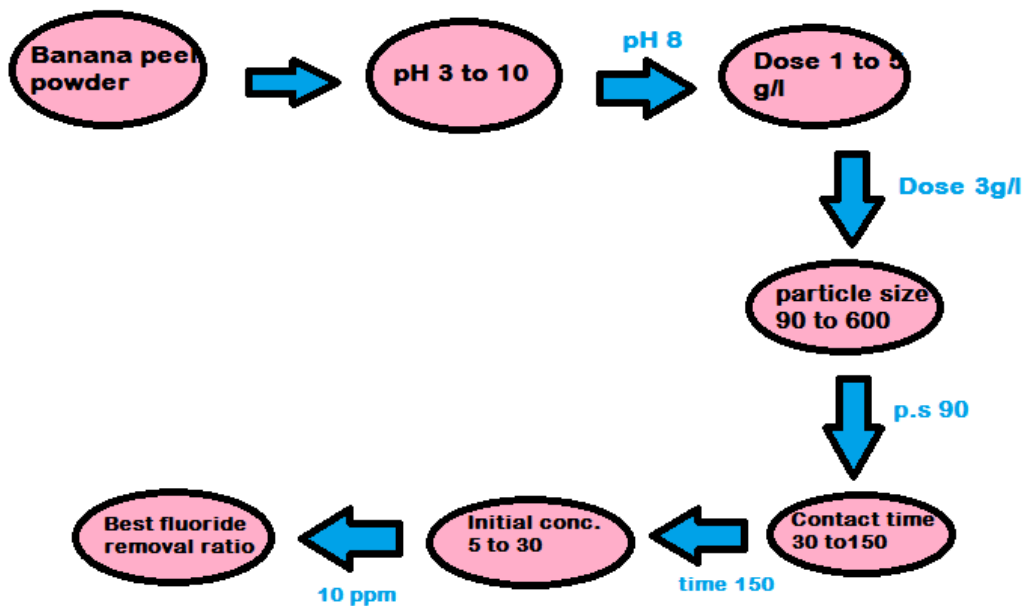 Banana peel
powder
pH 3 to 10
pH 8
Dose 1 to 5
g/l
Dose 3g/l
particle size
90 to 600
p.s 90
Contact time
30 to150
time 150
Initial conc.
5 to 30
10 ppm
Best fluoride
removal ratio